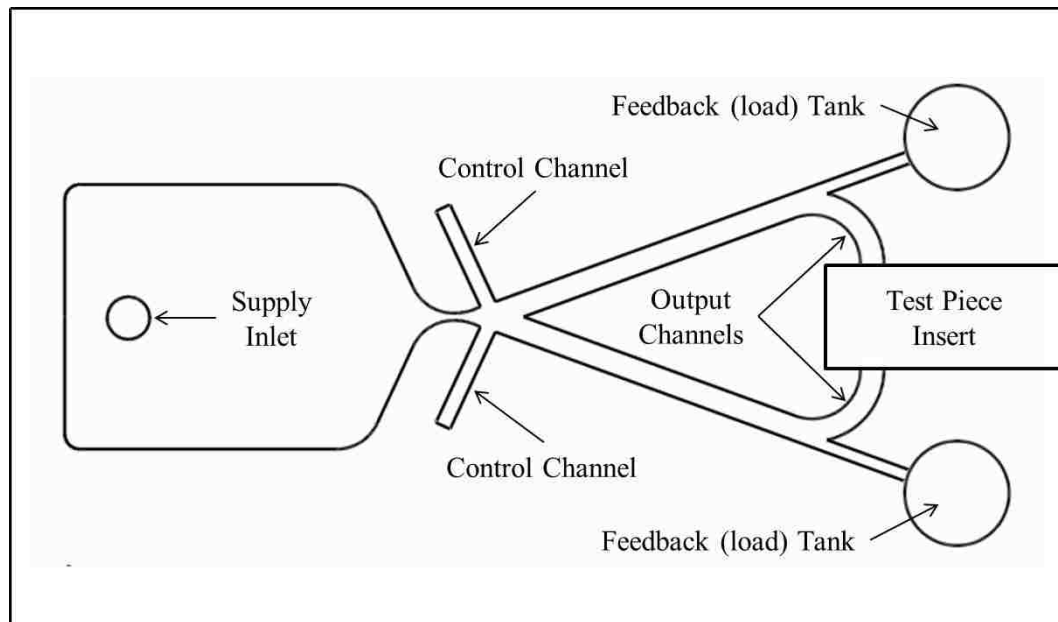 Feedback (load) Tank
Control Channel
Supply
Inlet
Output
Channels
Test Piece
Insert
Control Channel
Feedback (load) Tank